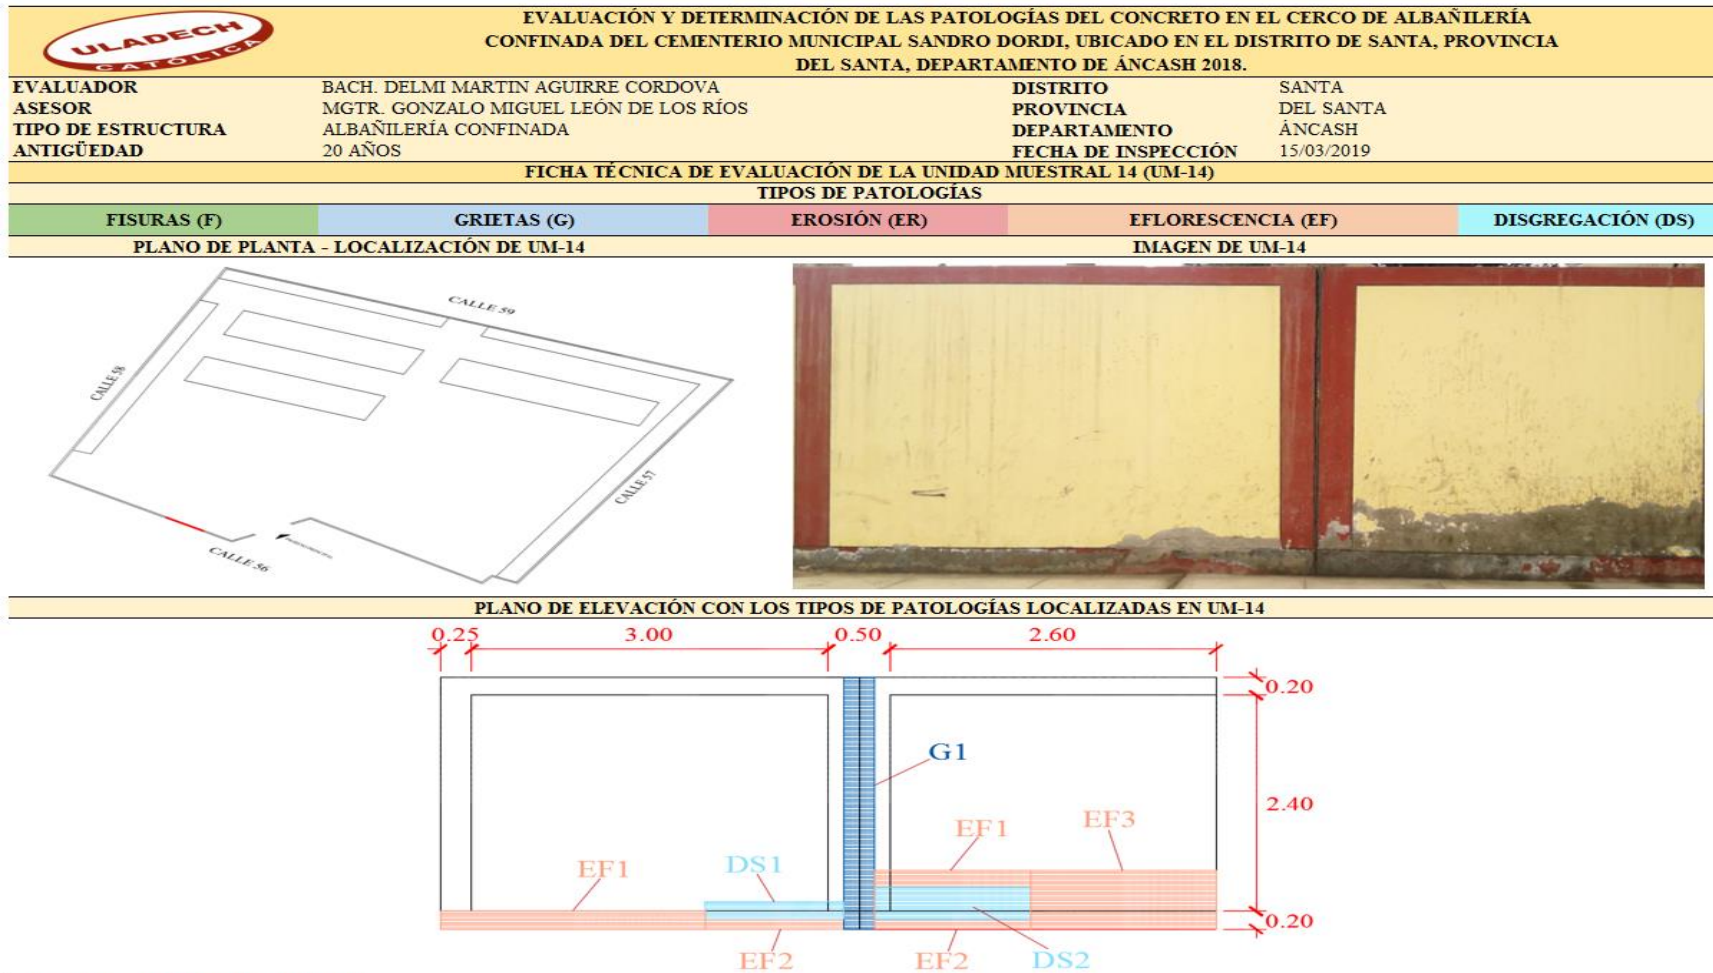 ULADECH
CATÓLICA
EVALUACIÓN Y DETERMINACIÓN DE LAS PATOLOGÍAS DEL CONCRETO EN EL CERCO DE ALBAÑILERÍA
CONFINADA DEL CEMENTERIO MUNICIPAL SANDRO DORDI, UBICADO EN EL DISTRITO DE SANTA, PROVINCIA
DEL SANTA, DEPARTAMENTO DE ÁNCASH 2018.
EVALUADOR BACH. DELMI MARTIN AGUIRRE CORDOVA DISTRITO SANTA
ASESOR MGTR. GONZALO MIGUEL LEÓN DE LOS RÍOS PROVINCIA DEL SANTA
TIPO DE ESTRUCTURA ALBAÑILERÍA CONFINADA DEPARTAMENTO ÁNCASH
ANTIGÜEDAD 20 AÑOS FECHA DE INSPECCIÓN 15/03/2019
FICHA TÉCNICA DE EVALUACIÓN DE LA UNIDAD MUESTRAL 14 (UM-14)
TIPOS DE PATOLOGÍAS
FISURAS (F) GRIETAS (G) EROSIÓN (ER) EFLORESCENCIA (EF) DISGREGACIÓN (DS)
PLANO DE PLANTA - LOCALIZACIÓN DE UM-14 IMAGEN DE UM-14
CALLE 59
CALLE 58
CALLE 57
CALLE 56
PLANO DE ELEVACIÓN CON LOS TIPOS DE PATOLOGÍAS LOCALIZADAS EN UM-14
0.25 3.00 0.50 2.60
0.20
G1
2.40
EF1 EF3
EF1 DS1
0.20
EF2 EF2 DS2